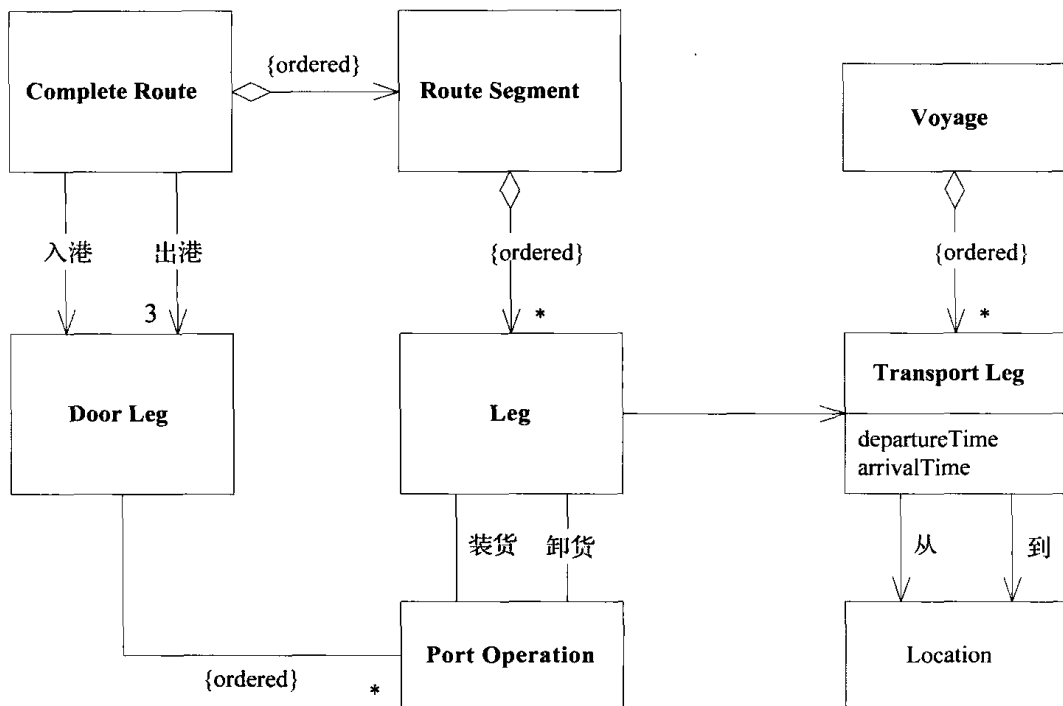 {ordered}
Complete Route
Route Segment
Voyage
入港
出港
{ordered}
{ordered}
3
*
*
Door Leg
Leg
Transport Leg
departureTime
arrivalTime
装货
卸货
从
到
Port Operation
Location
{ordered}
*